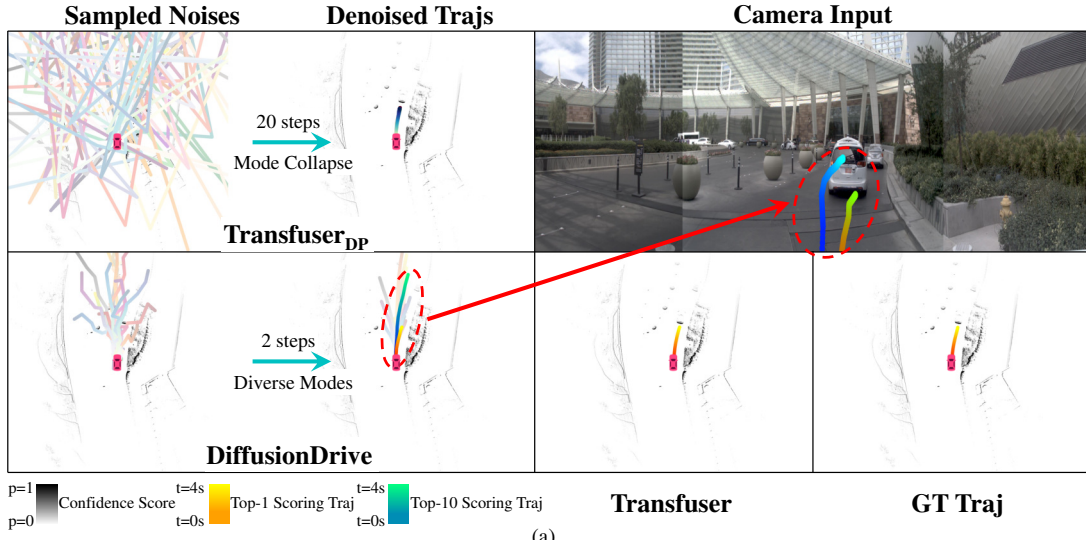 Sampled Noises
Denoised Trajs
Camera Input
20 steps
Mode Collapse
Transfuser_DP
2 steps
Diverse Modes
DiffusionDrive
p=1
p=0
Confidence Score
t=4s
t=0s
Top-1 Scoring Traj
t=4s
t=0s
Top-10 Scoring Traj
Transfuser
GT Traj
(a)